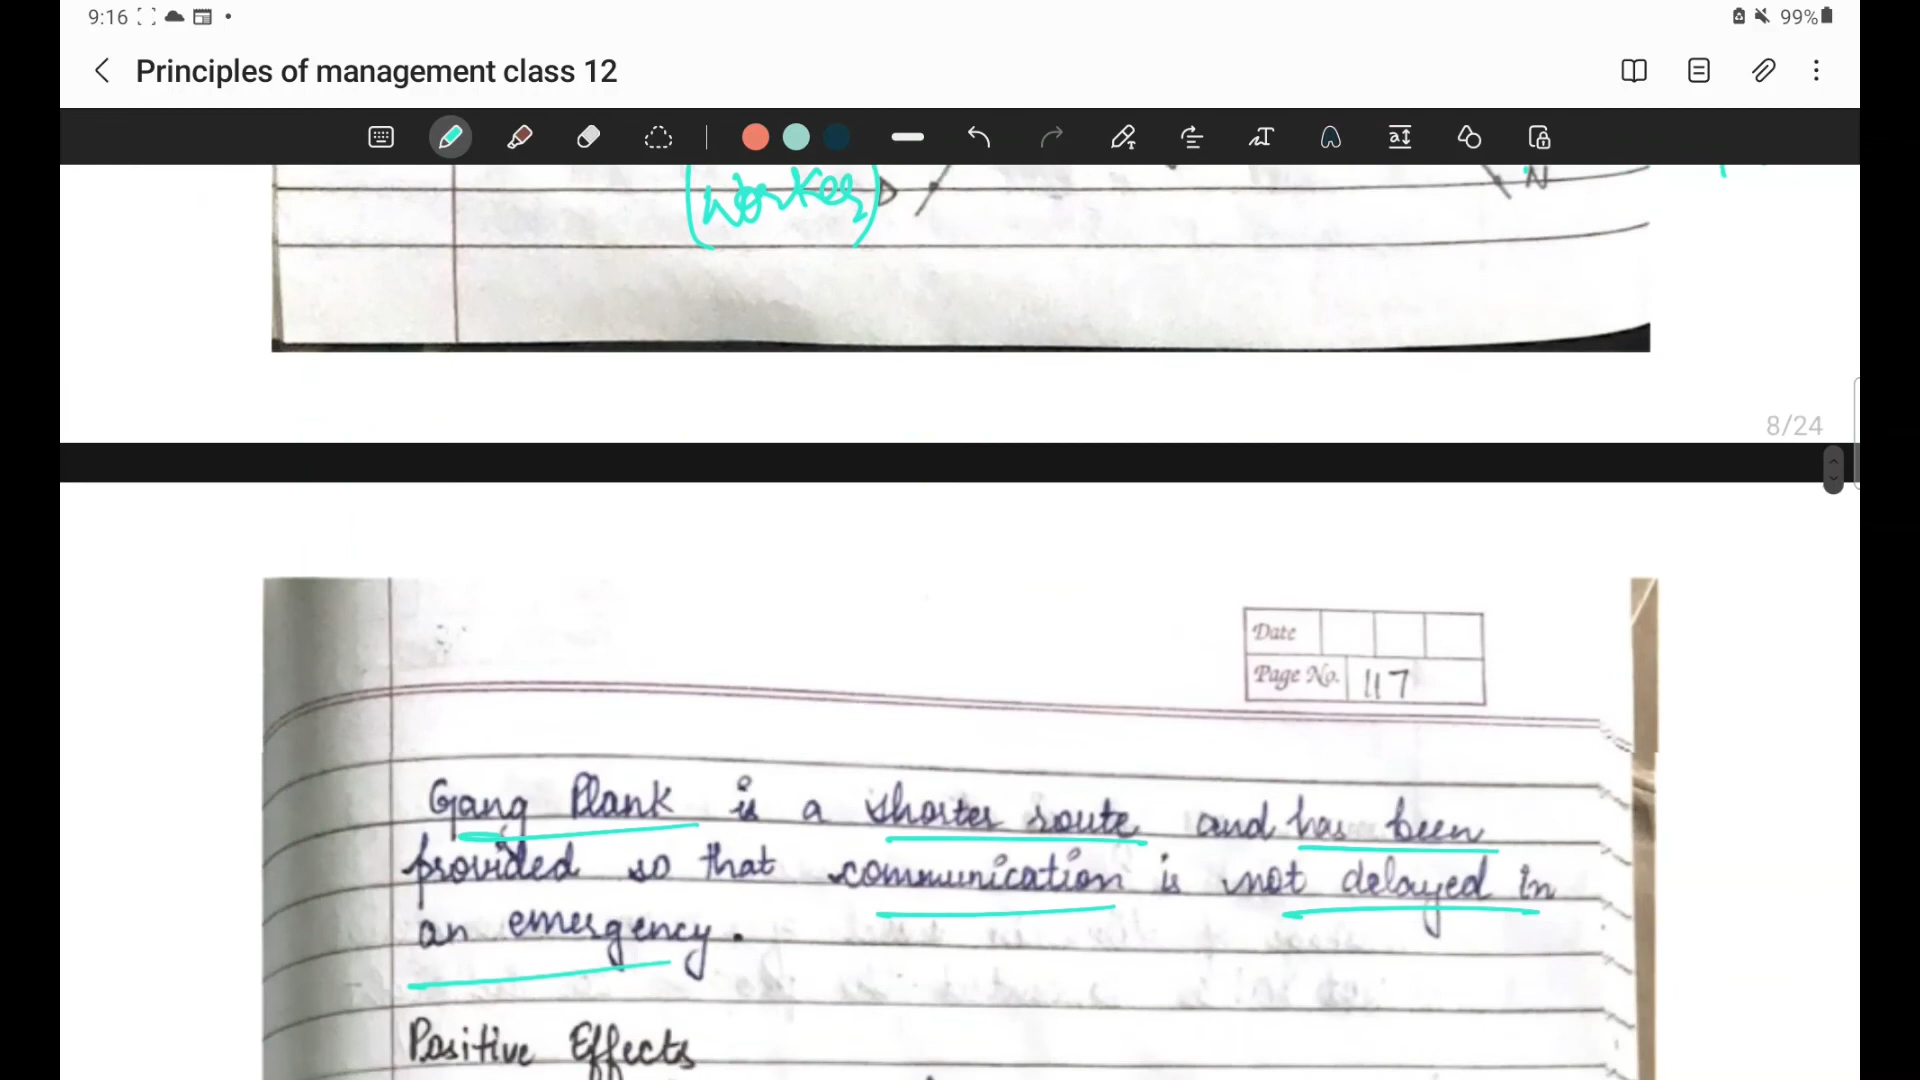 9:16
99%
Principles of management class 12
(Worker)
D
N
8/24
Date
Page No. 117
Gang Plank is a shorter route and has been
provided so that communication is not delayed in
an emergency.
Positive Effects